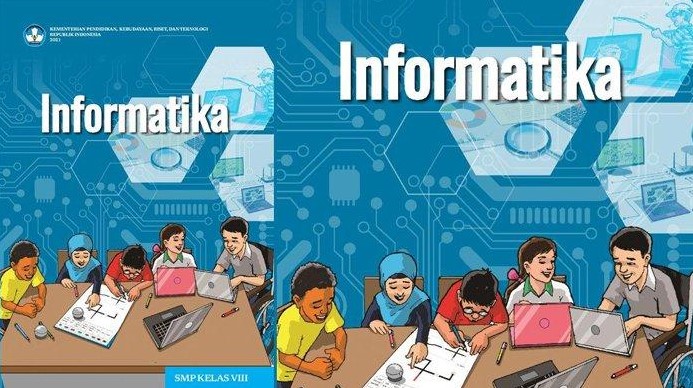 KEMENTERIAN PENDIDIKAN, KEBUDAYAAN, RISET, DAN TEKNOLOGI
REPUBLIK INDONESIA
2021
Informatika
SMP KELAS VIII
Informatika